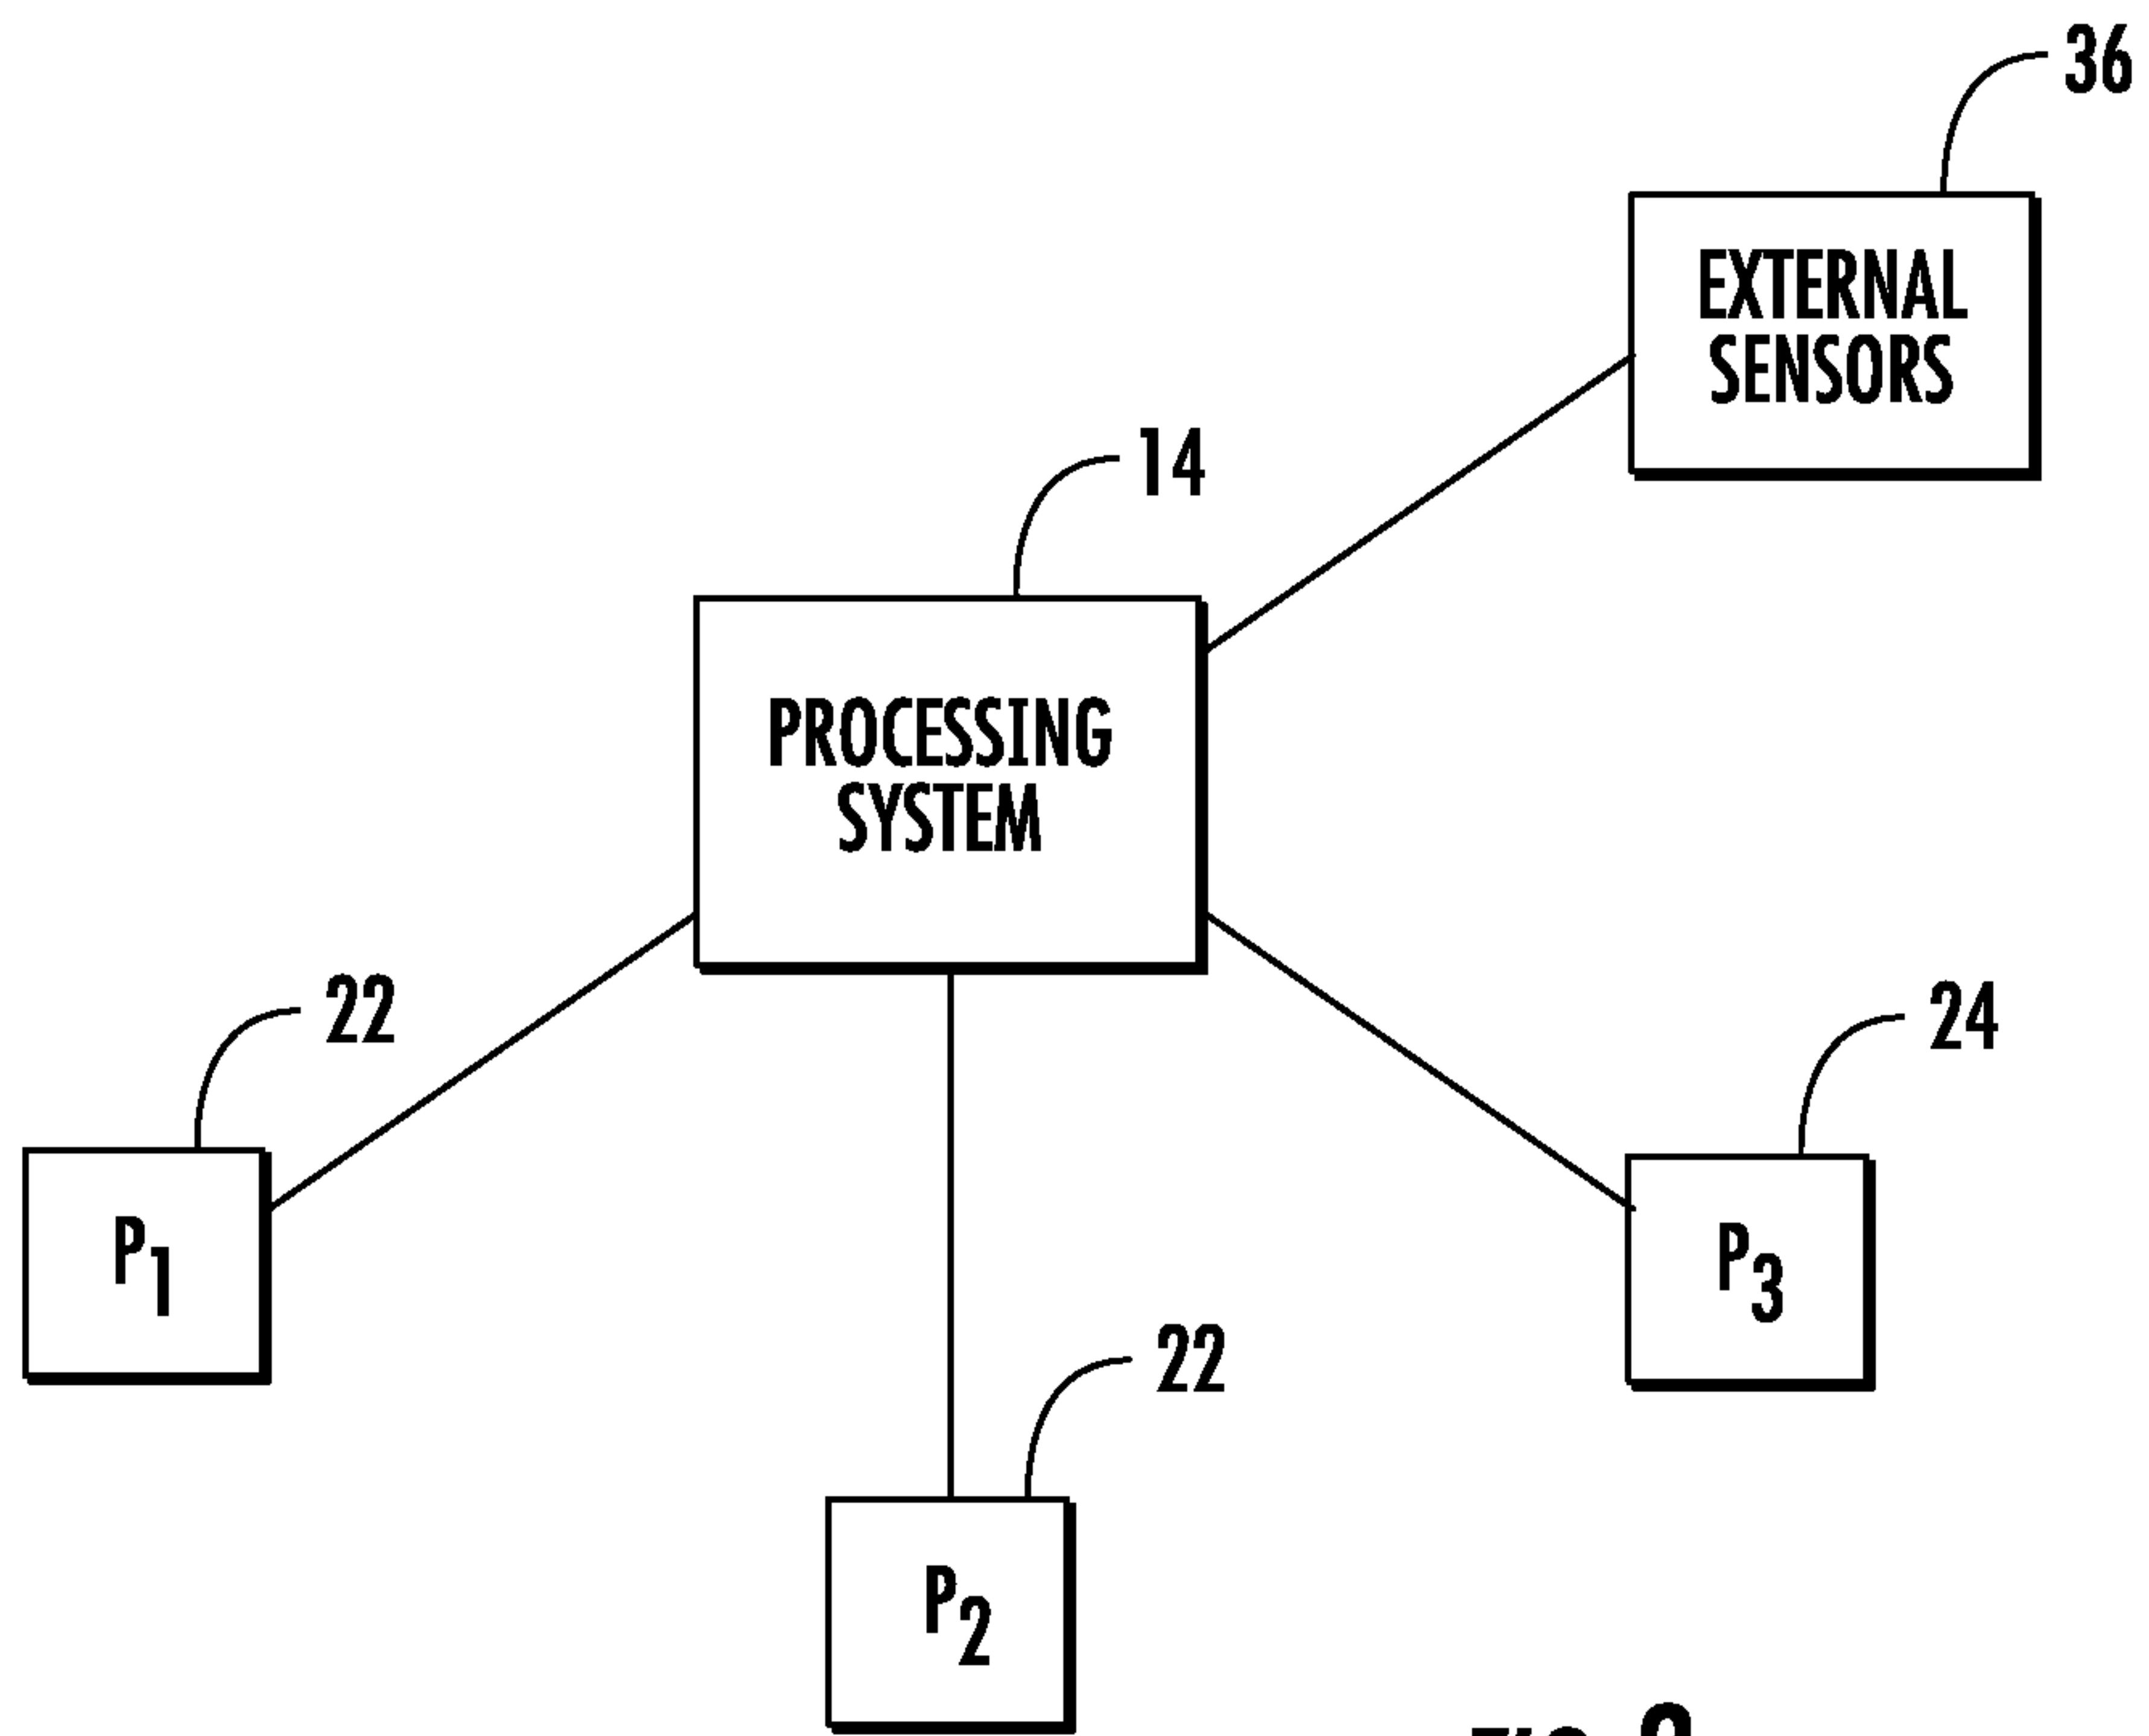 36
EXTERNAL
SENSORS
14
PROCESSING
SYSTEM
22
P1
24
P3
22
P2